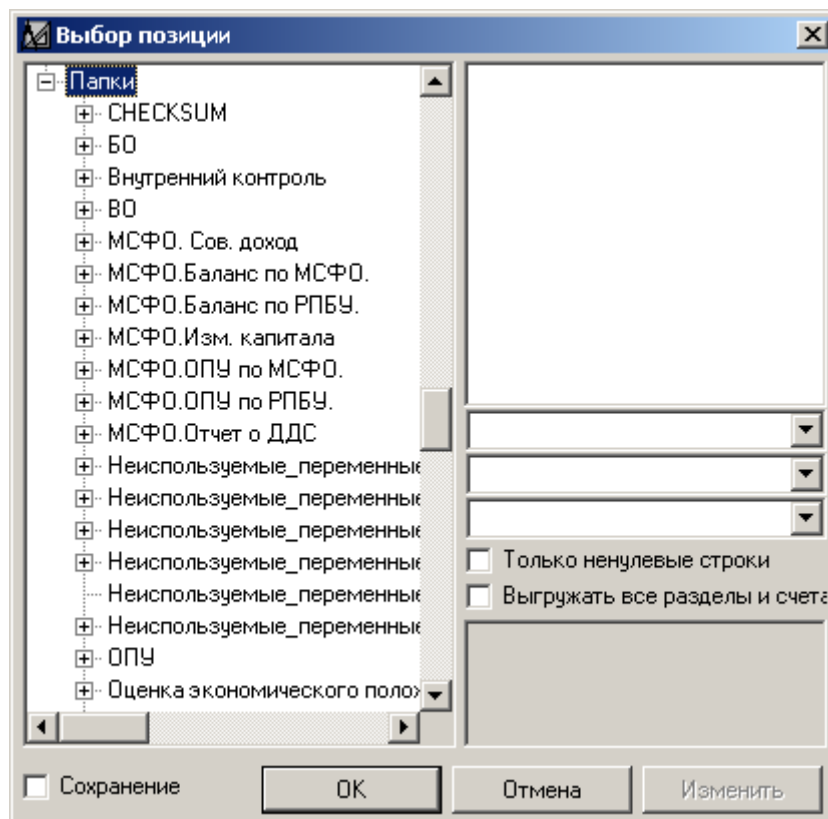 Выбор позиции
Папки
CHECKSUM
БО
Внутренний контроль
ВО
МСФО. Сов. доход
МСФО.Баланс по МСФО.
МСФО.Баланс по РПБУ.
МСФО.Изм. капитала
МСФО.ОПУ по МСФО.
МСФО.ОПУ по РПБУ.
МСФО.Отчет о ДДС
Неиспользуемые_переменные
Неиспользуемые_переменные
Неиспользуемые_переменные
Неиспользуемые_переменные
Неиспользуемые_переменные
Неиспользуемые_переменные
ОПУ
Оценка экономического полож
Только ненулевые строки
Выгружать все разделы и счета
Сохранение
OK
Отмена
Изменить